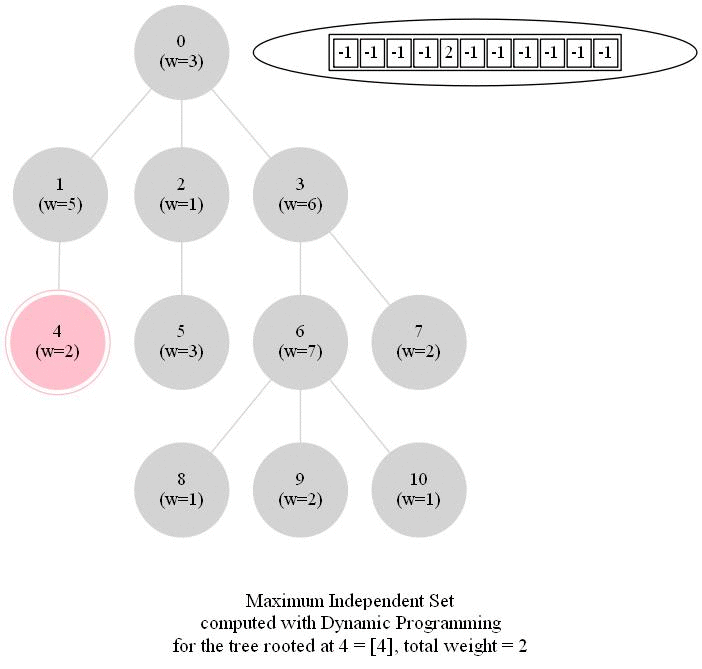 0
(w=3)
-1 -1 -1 -1 2 -1 -1 -1 -1 -1 -1
1
(w=5)
2
(w=1)
3
(w=6)
4
(w=2)
5
(w=3)
6
(w=7)
7
(w=2)
8
(w=1)
9
(w=2)
10
(w=1)
Maximum Independent Set
computed with Dynamic Programming
for the tree rooted at 4 = [4], total weight = 2